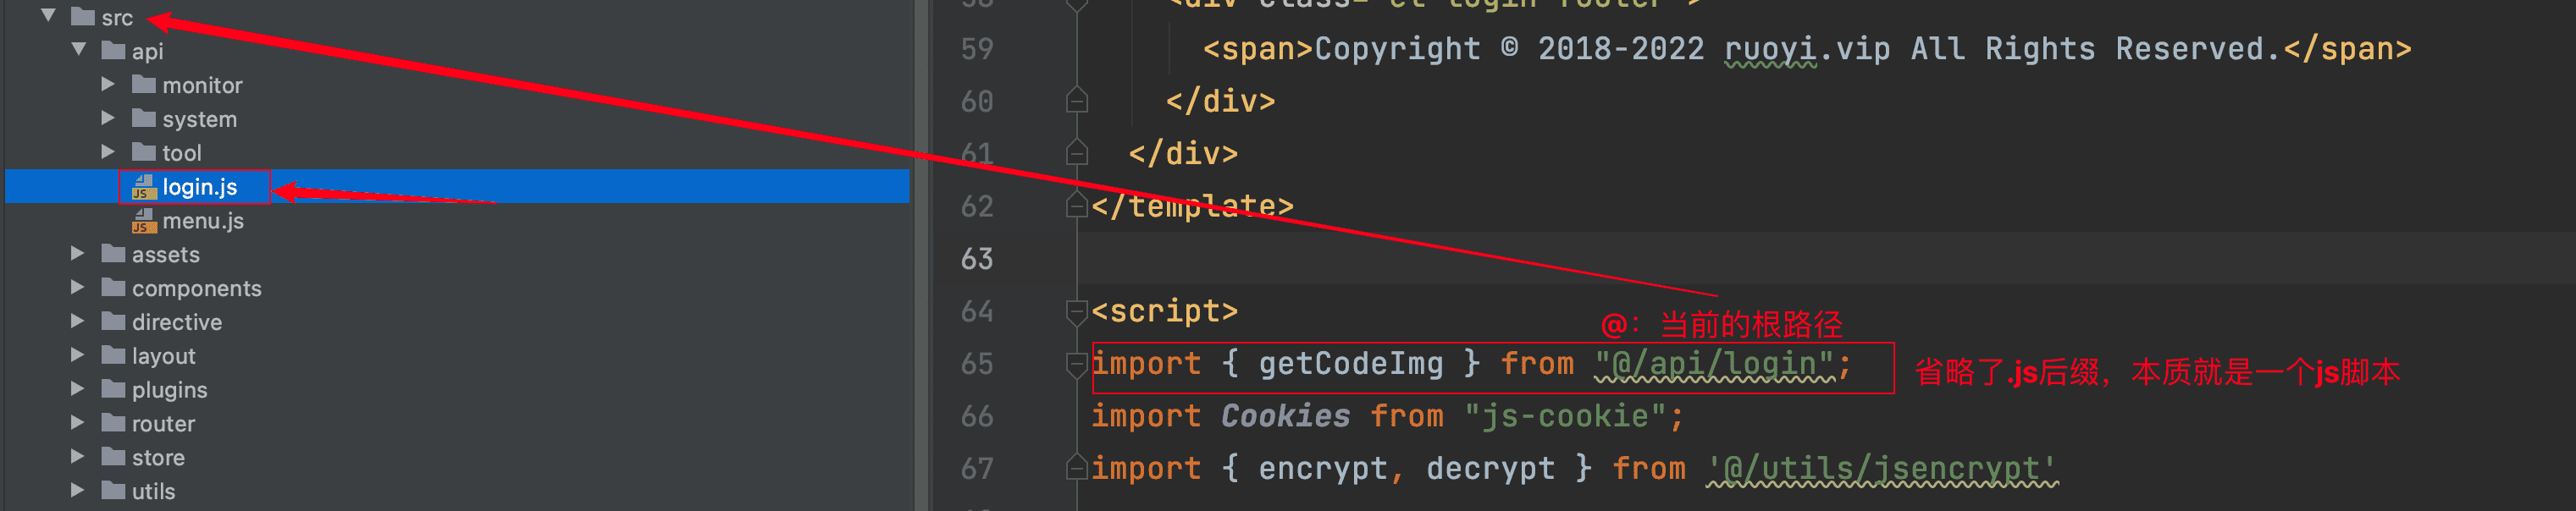 src
api
monitor
system
tool
login.js
menu.js
assets
components
directive
layout
plugins
router
store
utils
59 <span>Copyright © 2018-2022 ruoyi.vip All Rights Reserved.</span>
60 </div>
61 </div>
62 </template>
63
64 <script>
@：当前的根路径
65 import { getCodeImg } from "@/api/login";
省略了.js后缀，本质就是一个js脚本
66 import Cookies from "js-cookie";
67 import { encrypt, decrypt } from '@/utils/jsencrypt'